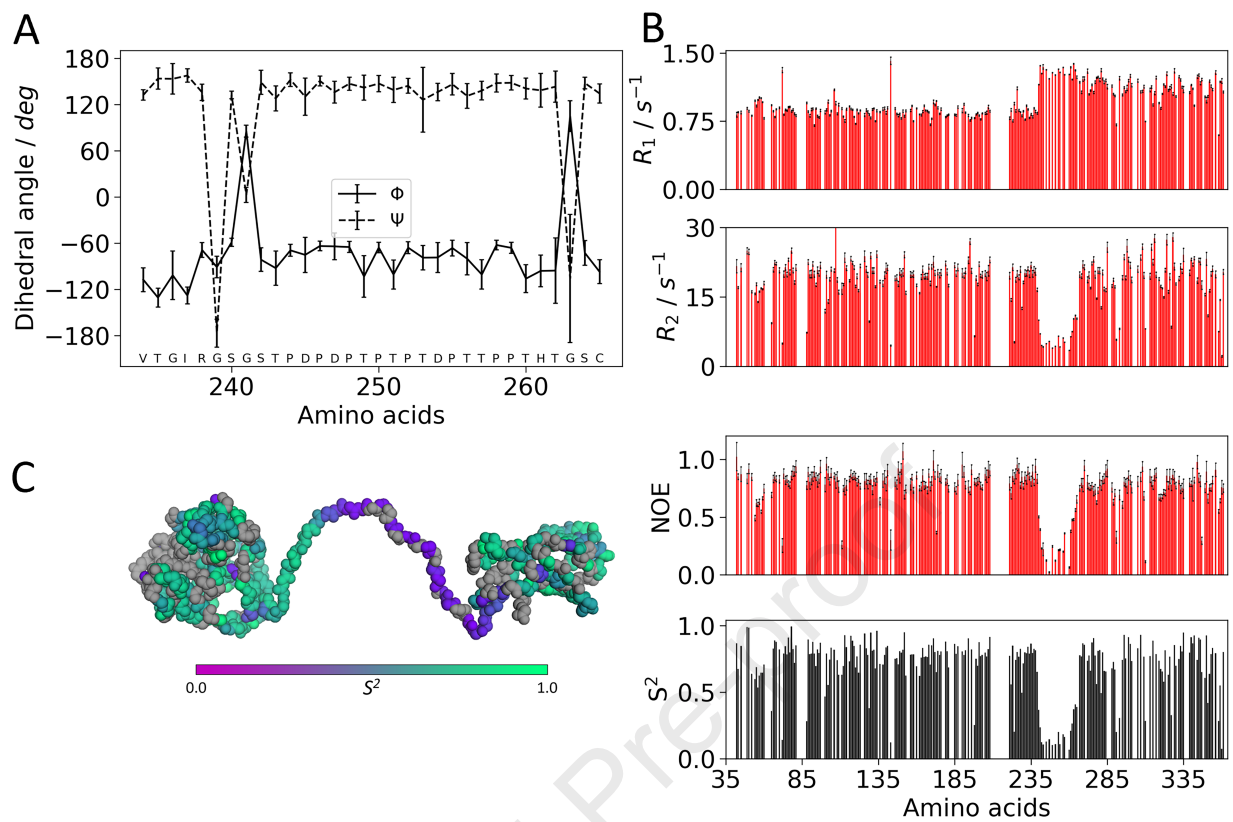 A
180
120
60
0
−60
−120
−180
Dihedral angle / deg
Φ
Ψ
V T G I R G S G S T P D P D P T P T P T D P T T P P T H T G S C
240 250 260
Amino acids
B
1.50
0.75
0.00
R1 / s−1
30
15
0
R2 / s−1
1.0
0.5
0.0
NOE
1.0
0.5
0.0
S2
35 85 135 185 235 285 335
Amino acids
C
0.0 S2 1.0
Pre-proof